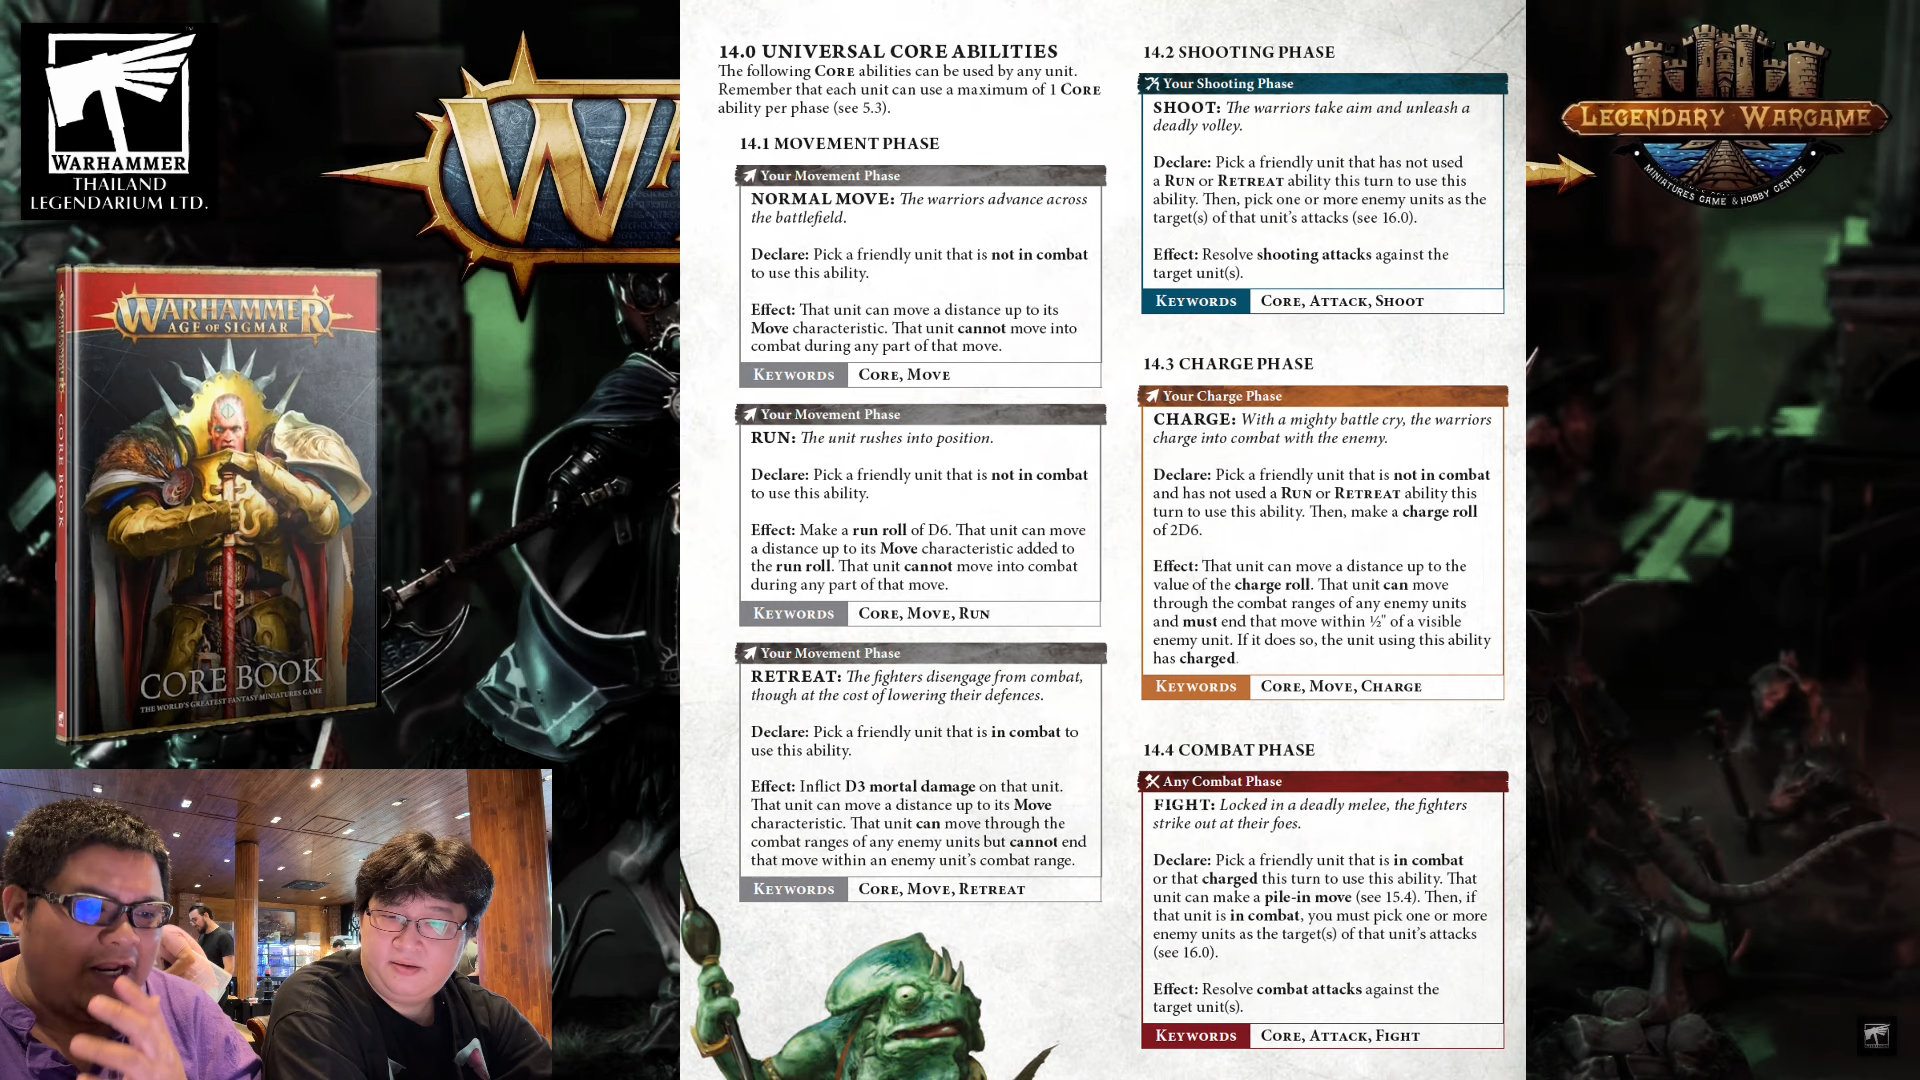 WARHAMMER
THAILAND
LEGENDARIUM LTD.
WARHAMMER
AGE OF SIGMAR
CORE BOOK
CORE BOOK
THE WORLD'S GREATEST FANTASY MINIATURES GAME
14.0 UNIVERSAL CORE ABILITIES
The following CORE abilities can be used by any unit.
Remember that each unit can use a maximum of 1 CORE
ability per phase (see 5.3).
14.1 MOVEMENT PHASE
Your Movement Phase
NORMAL MOVE: The warriors advance across
the battlefield.
Declare: Pick a friendly unit that is not in combat
to use this ability.
Effect: That unit can move a distance up to its
Move characteristic. That unit cannot move into
combat during any part of that move.
KEYWORDS CORE, MOVE
Your Movement Phase
RUN: The unit rushes into position.
Declare: Pick a friendly unit that is not in combat
to use this ability.
Effect: Make a run roll of D6. That unit can move
a distance up to its Move characteristic added to
the run roll. That unit cannot move into combat
during any part of that move.
KEYWORDS CORE, MOVE, RUN
Your Movement Phase
RETREAT: The fighters disengage from combat,
though at the cost of lowering their defences.
Declare: Pick a friendly unit that is in combat to
use this ability.
Effect: Inflict D3 mortal damage on that unit.
That unit can move a distance up to its Move
characteristic. That unit can move through the
combat ranges of any enemy units but cannot end
that move within an enemy unit's combat range.
KEYWORDS CORE, MOVE, RETREAT
14.2 SHOOTING PHASE
Your Shooting Phase
SHOOT: The warriors take aim and unleash a
deadly volley.
Declare: Pick a friendly unit that has not used
a RUN or RETREAT ability this turn to use this
ability. Then, pick one or more enemy units as the
target(s) of that unit's attacks (see 16.0).
Effect: Resolve shooting attacks against the
target unit(s).
KEYWORDS CORE, ATTACK, SHOOT
14.3 CHARGE PHASE
Your Charge Phase
CHARGE: With a mighty battle cry, the warriors
charge into combat with the enemy.
Declare: Pick a friendly unit that is not in combat
and has not used a RUN or RETREAT ability this
turn to use this ability. Then, make a charge roll
of 2D6.
Effect: That unit can move a distance up to the
value of the charge roll. That unit can move
through the combat ranges of any enemy units
and must end that move within ½" of a visible
enemy unit. If it does so, the unit using this ability
has charged.
KEYWORDS CORE, MOVE, CHARGE
14.4 COMBAT PHASE
Any Combat Phase
FIGHT: Locked in a deadly melee, the fighters
strike out at their foes.
Declare: Pick a friendly unit that is in combat
or that charged this turn to use this ability. That
unit can make a pile-in move (see 15.4). Then, if
that unit is in combat, you must pick one or more
enemy units as the target(s) of that unit's attacks
(see 16.0).
Effect: Resolve combat attacks against the
target unit(s).
KEYWORDS CORE, ATTACK, FIGHT
LEGENDARY WARGAME
MINIATURES GAME & HOBBY CENTRE